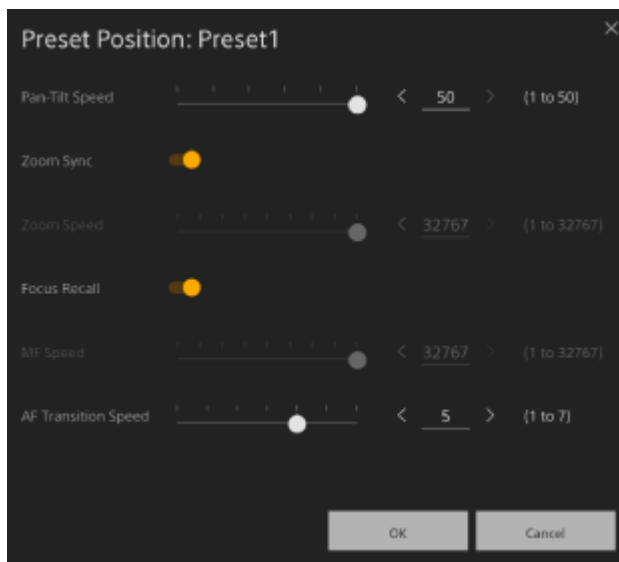 Preset Position: Preset1
Pan-Tilt Speed < 50 > (1 to 50)
Zoom Sync
Zoom Speed < 32767 > (1 to 32767)
Focus Recall
MF Speed < 32767 > (1 to 32767)
AF Transition Speed < 5 > (1 to 7)
OK Cancel